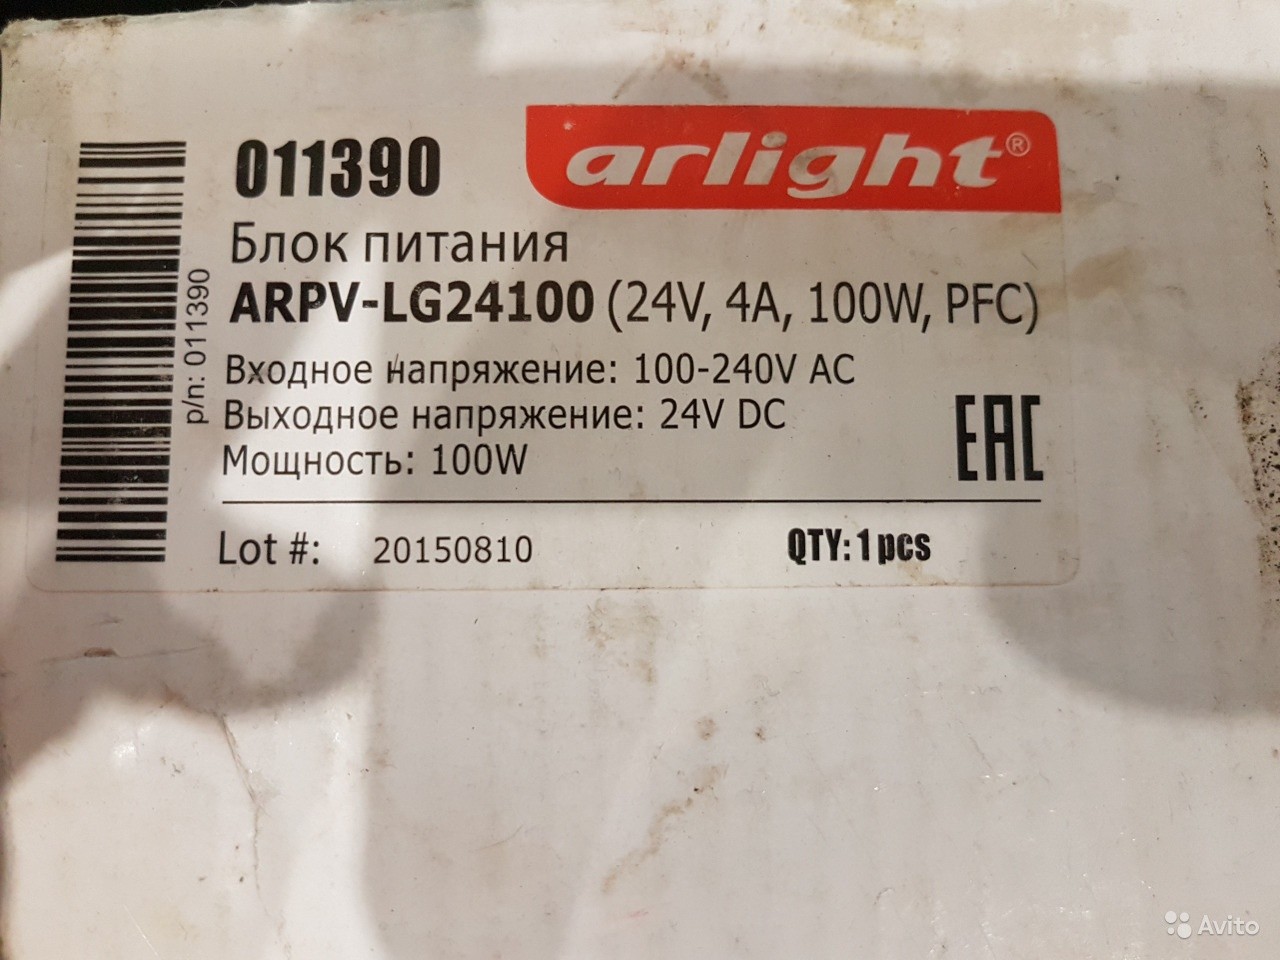 011390
arlight®
Блок питания
ARPV-LG24100 (24V, 4A, 100W, PFC)
Входное напряжение: 100-240V AC
Выходное напряжение: 24V DC
Мощность: 100W
EAC
p/n: 011390
Lot #: 20150810
QTY: 1 pcs
Avito